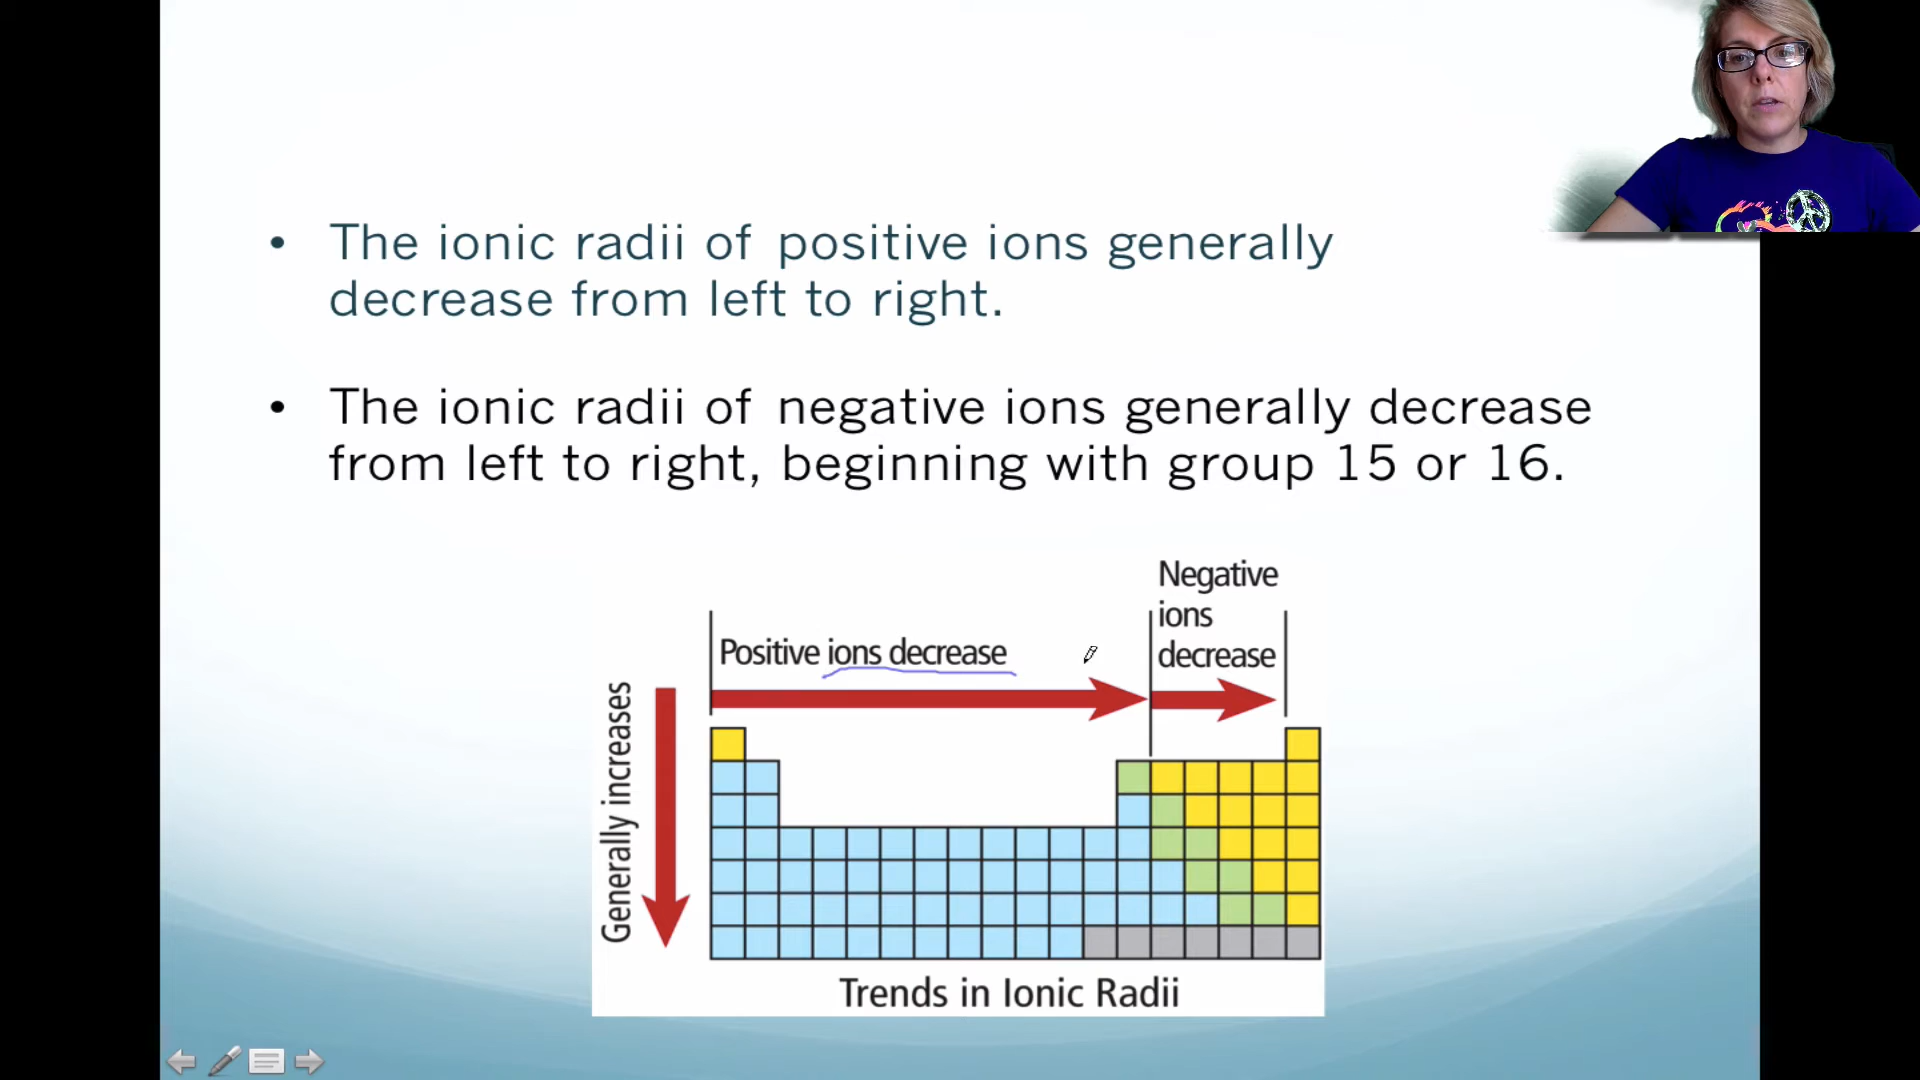 • The ionic radii of positive ions generally
decrease from left to right.
• The ionic radii of negative ions generally decrease
from left to right, beginning with group 15 or 16.
Negative
ions
decrease
Positive ions decrease
Generally increases
Trends in Ionic Radii